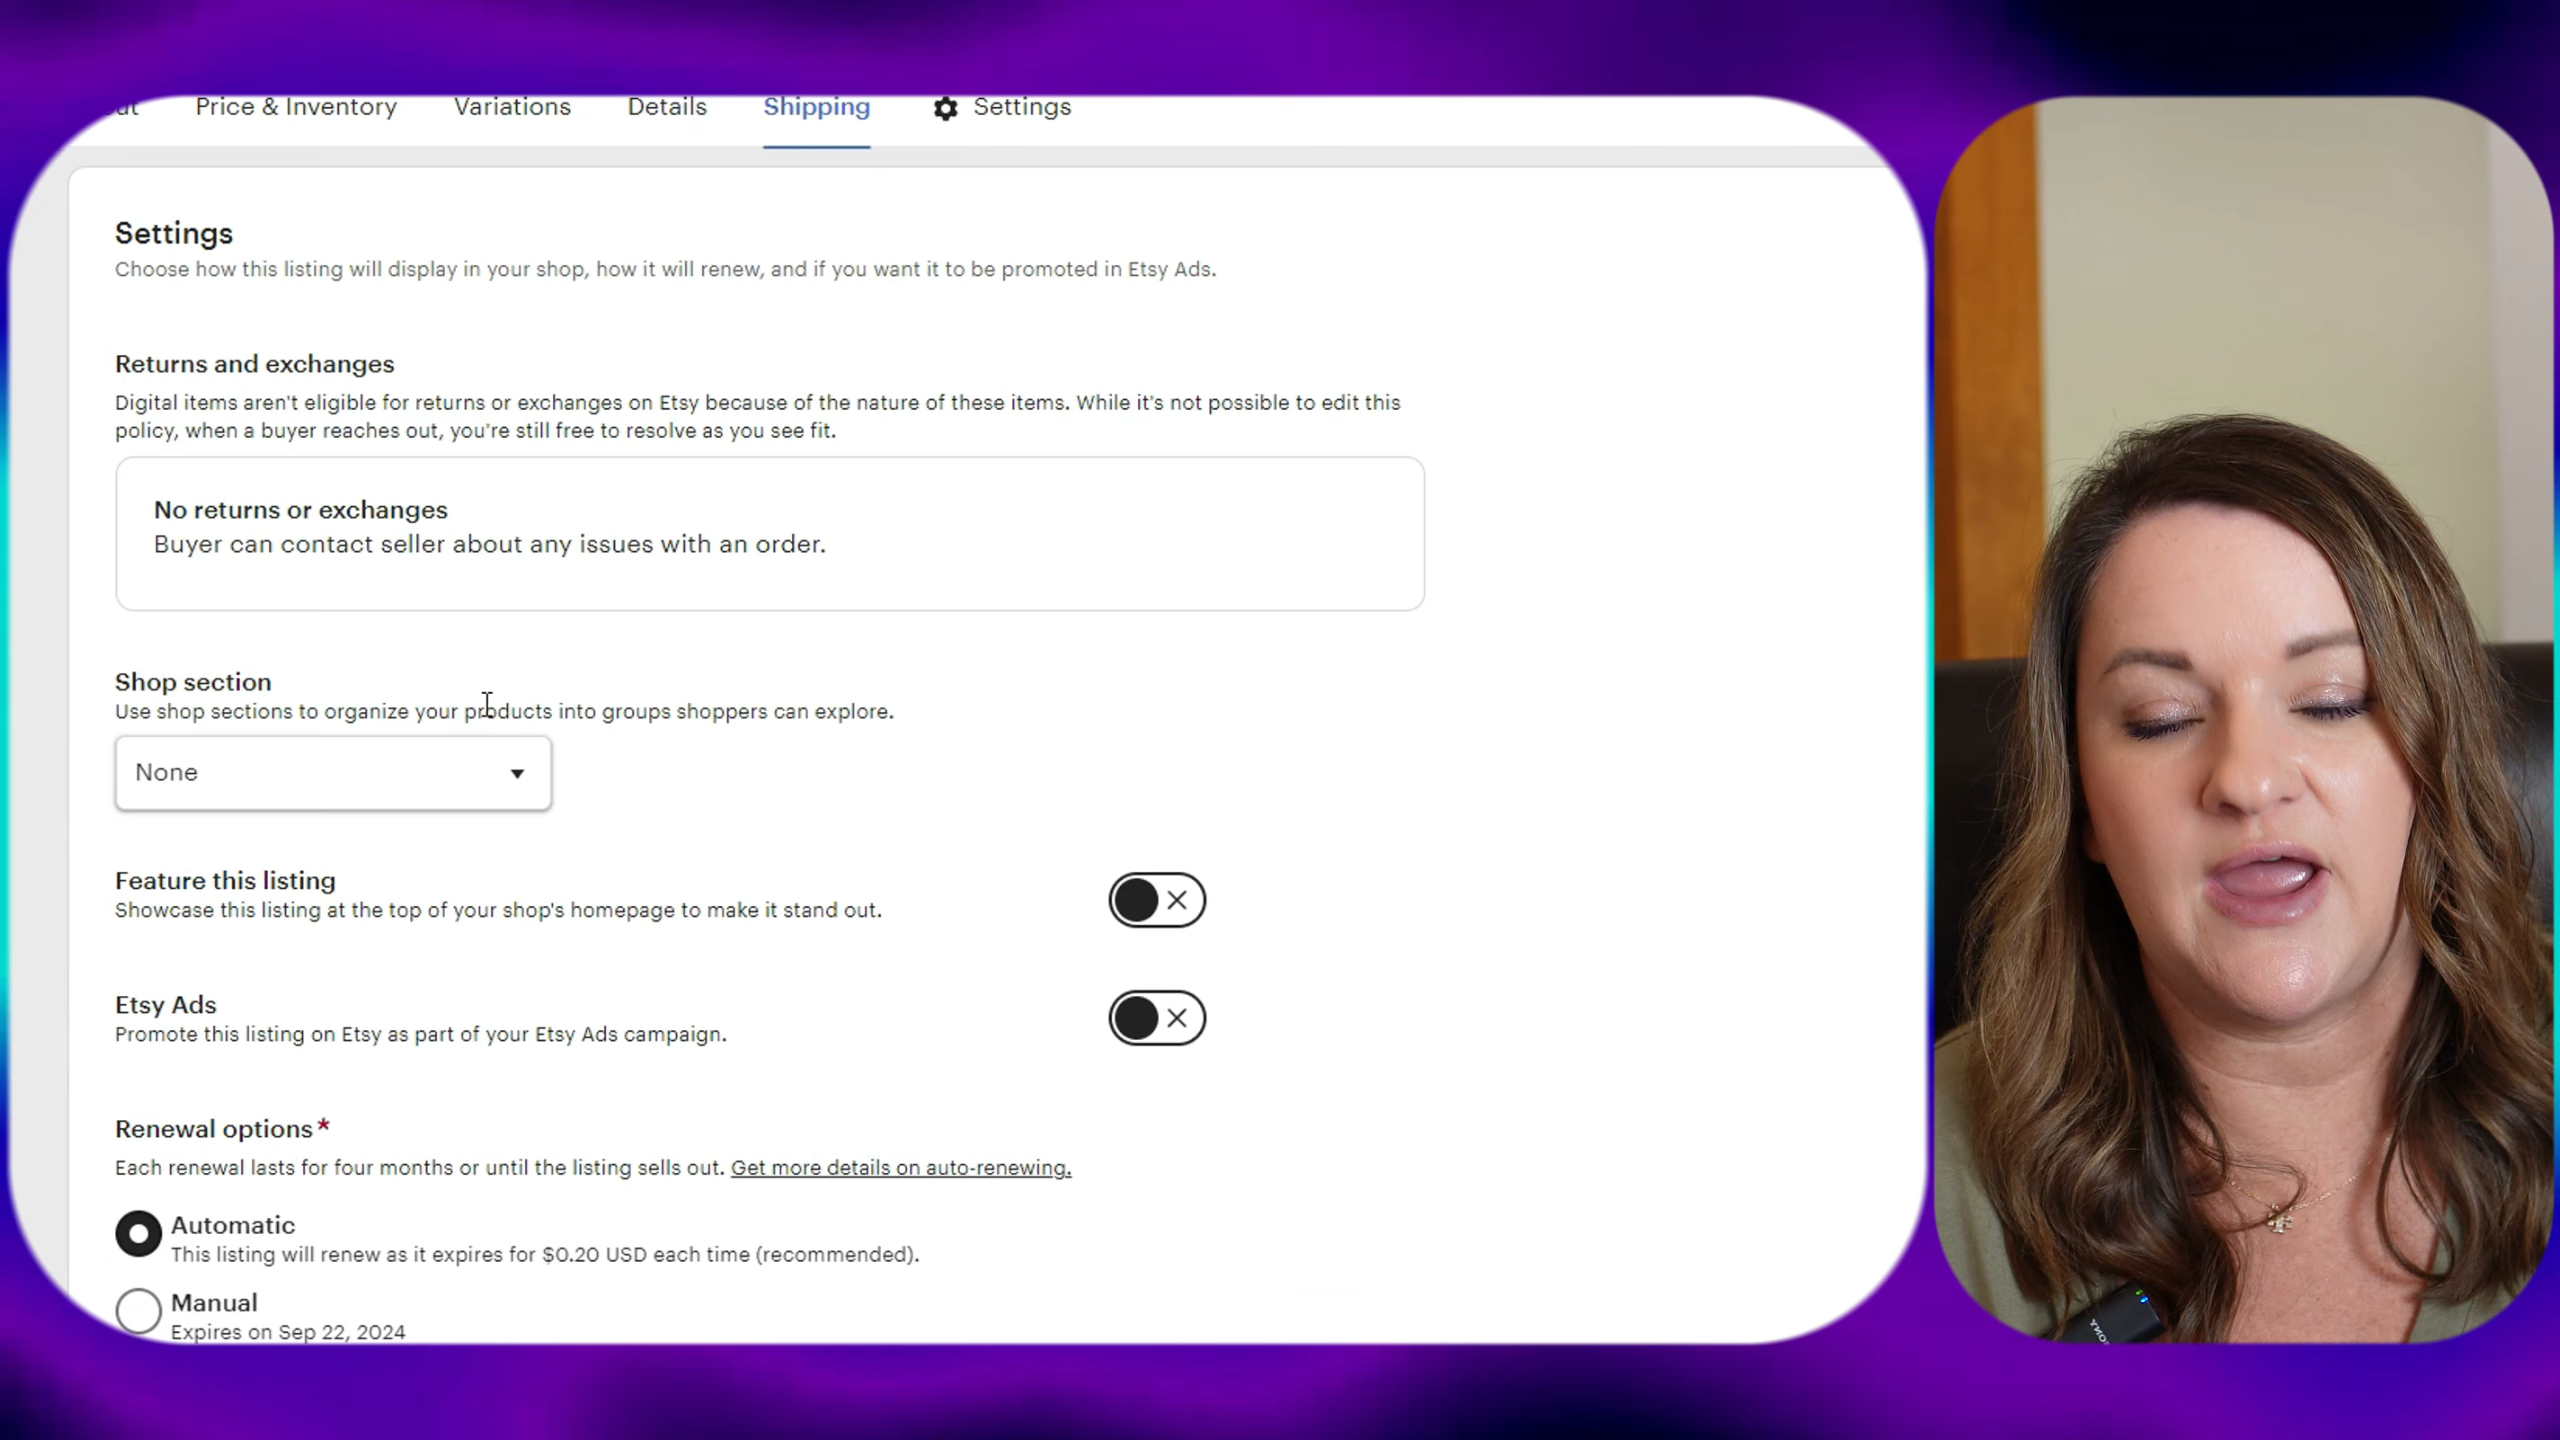 ut Price & Inventory Variations Details Shipping Settings
Settings
Choose how this listing will display in your shop, how it will renew, and if you want it to be promoted in Etsy Ads.
Returns and exchanges
Digital items aren't eligible for returns or exchanges on Etsy because of the nature of these items. While it's not possible to edit this
policy, when a buyer reaches out, you're still free to resolve as you see fit.
No returns or exchanges
Buyer can contact seller about any issues with an order.
Shop section
Use shop sections to organize your products into groups shoppers can explore.
None
Feature this listing
Showcase this listing at the top of your shop's homepage to make it stand out.
Etsy Ads
Promote this listing on Etsy as part of your Etsy Ads campaign.
Renewal options*
Each renewal lasts for four months or until the listing sells out. Get more details on auto-renewing.
Automatic
This listing will renew as it expires for $0.20 USD each time (recommended).
Manual
Expires on Sep 22, 2024